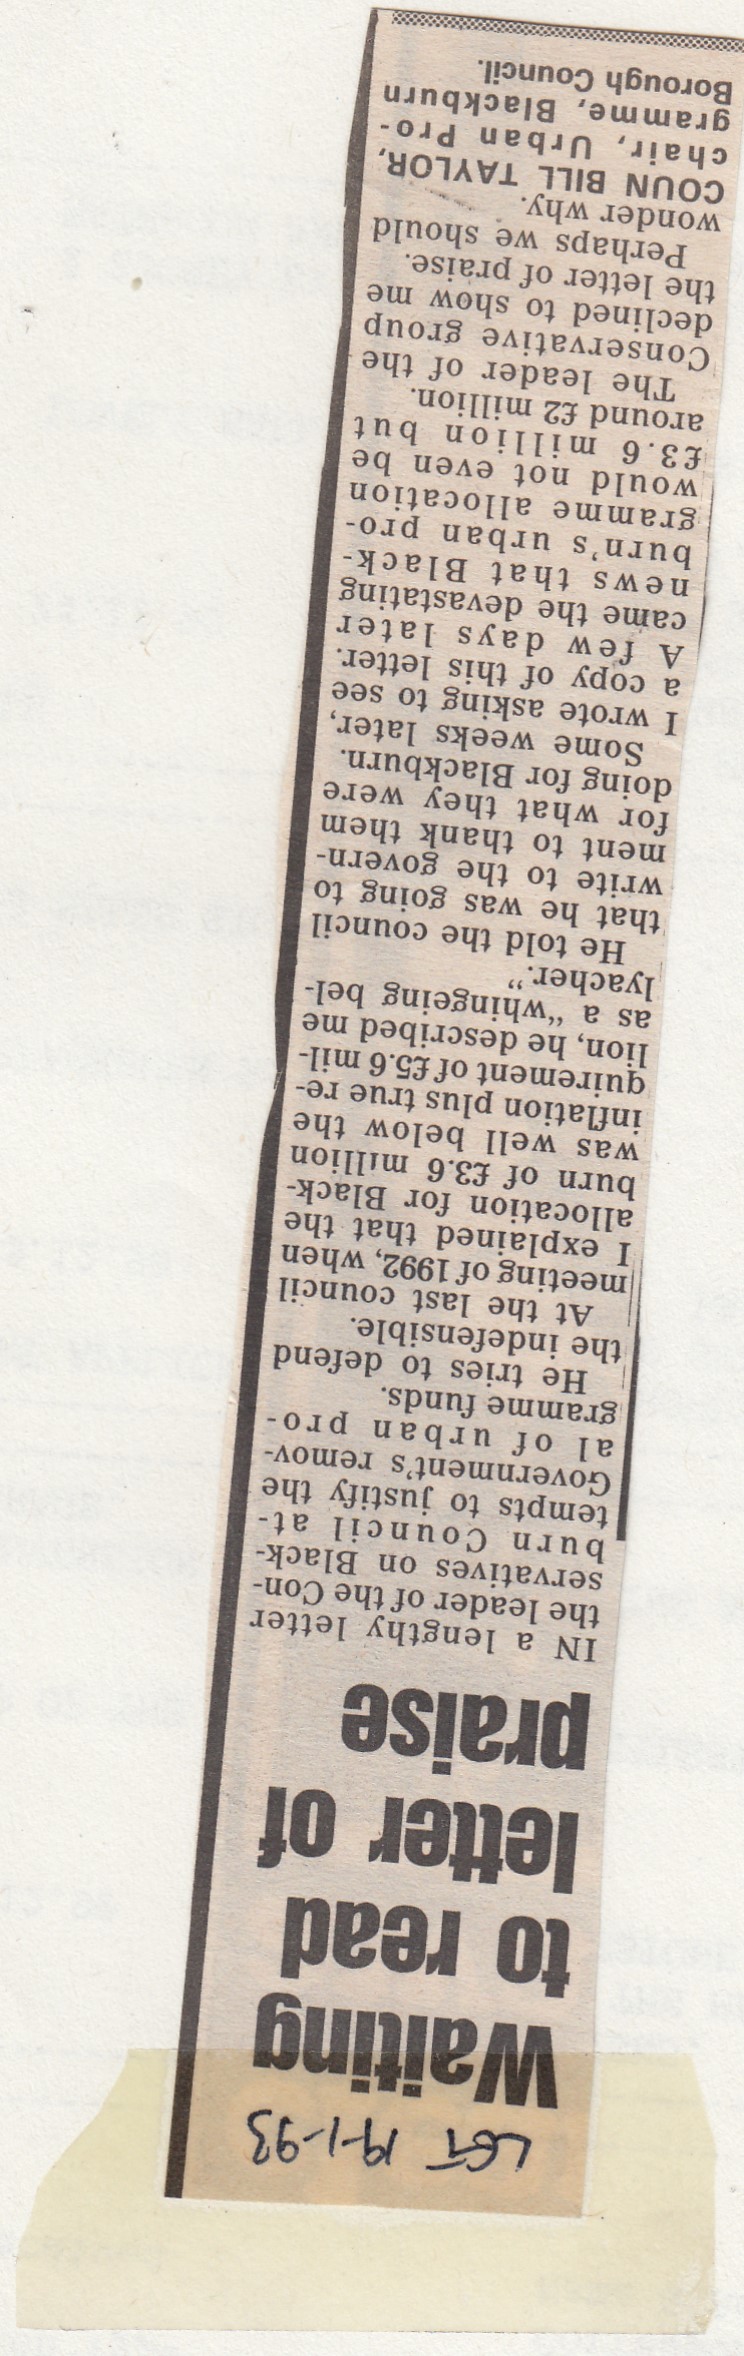 LET 19-1-93
Waiting
to read
letter of
praise
IN a lengthy letter
the leader of the Con-
servatives on Black-
burn Council at-
tempts to justify the
Government's remov-
al of urban pro-
gramme funds.
He tries to defend
the indefensible.
At the last council
meeting of 1992, when
I explained that the
allocation for Black-
burn of £3.6 million
was well below the
inflation plus true re-
quirement of £5.6 mil-
lion, he described me
as a "whingeing bel-
lyacher."
He told the council
that he was going to
write to the govern-
ment to thank them
for what they were
doing for Blackburn.
Some weeks later,
I wrote asking to see
a copy of this letter.
A few days later
came the devastating
news that Black-
burn's urban pro-
gramme allocation
would not even be
£3.6 million but
around £2 million.
The leader of the
Conservative group
declined to show me
the letter of praise.
Perhaps we should
wonder why.
COUN BILL TAYLOR,
chair, Urban Pro-
gramme, Blackburn
Borough Council.